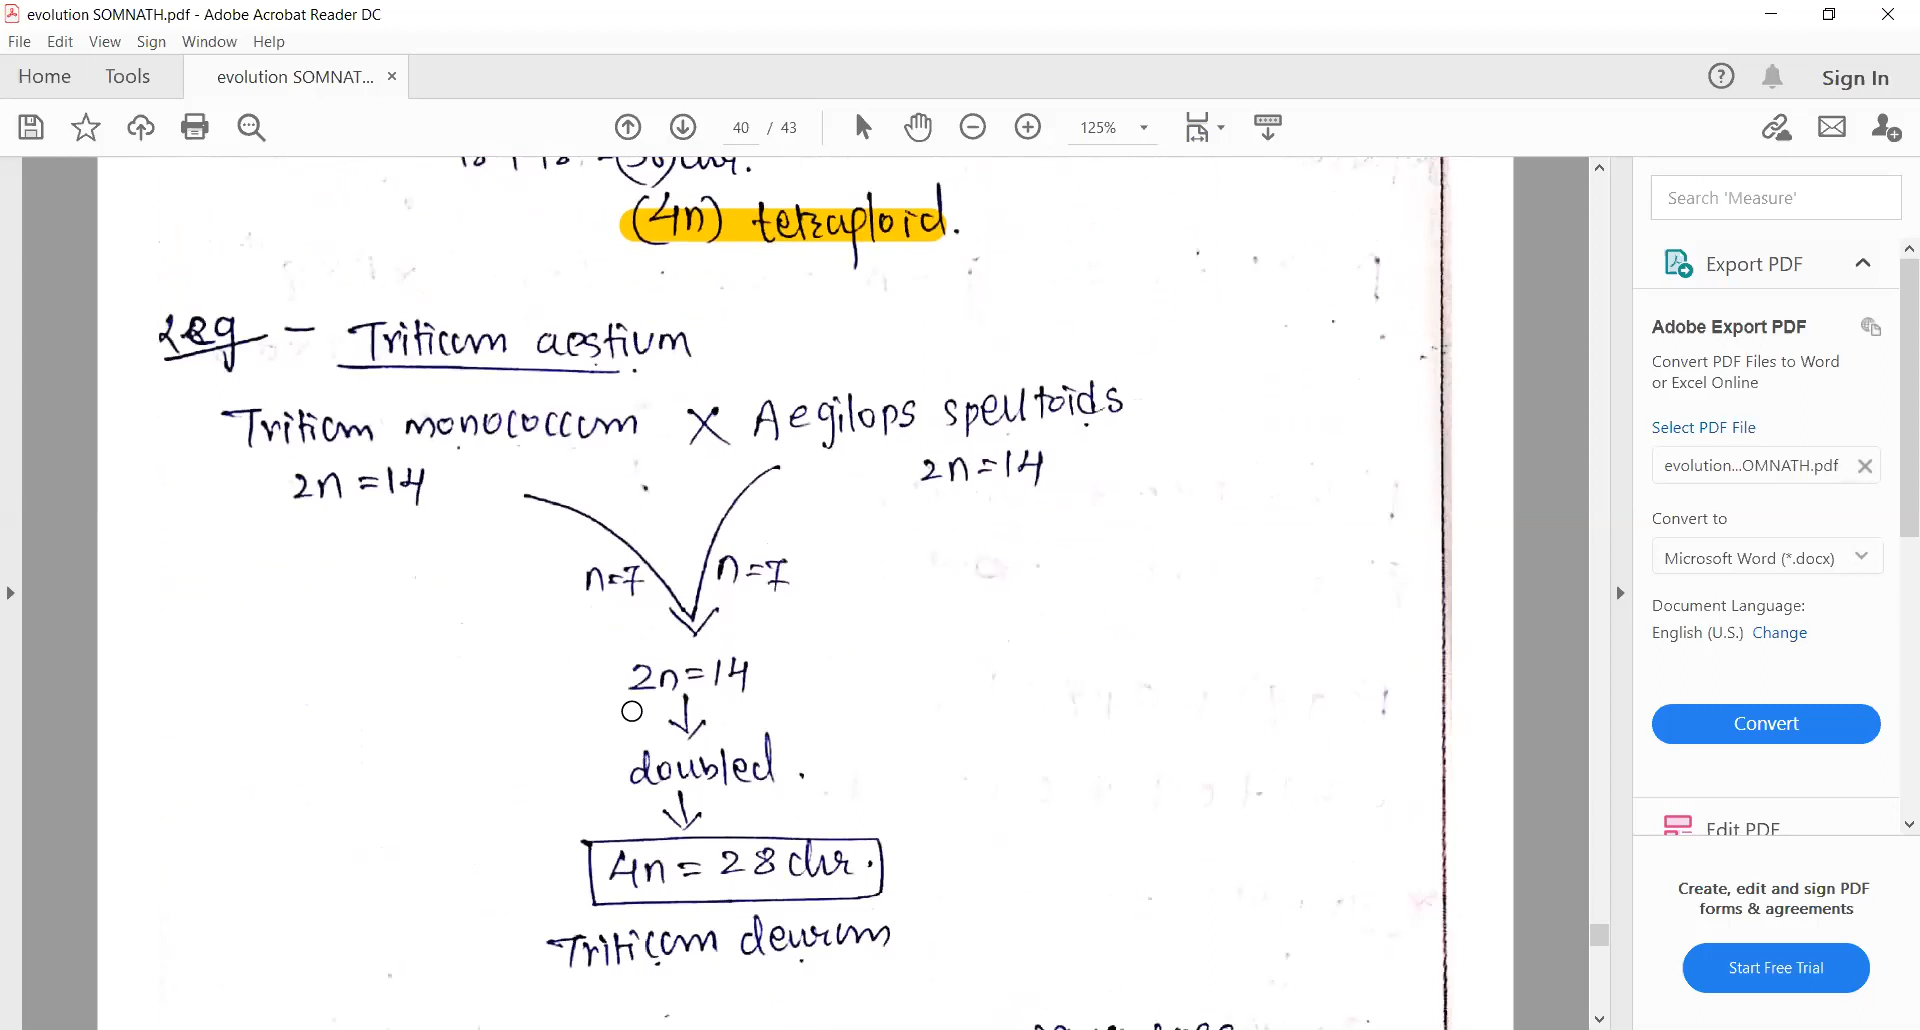 evolution SOMNATH.pdf - Adobe Acrobat Reader DC
File Edit View Sign Window Help
Home Tools evolution SOMNAT... × Sign In
40 / 43 125%
(4n) tetraploid.
eg - Triticum aestium
Triticum monococcum X Aegilops speltoids
2n = 14 2n = 14
n = 7 n = 7
2n = 14
↓
doubled .
↓
4n = 28 chr.
Triticum deurum
Search 'Measure'
Export PDF
Adobe Export PDF
Convert PDF Files to Word
or Excel Online
Select PDF File
evolution...OMNATH.pdf
Convert to
Microsoft Word (*.docx)
Document Language:
English (U.S.) Change
Convert
Edit PDF
Create, edit and sign PDF
forms & agreements
Start Free Trial